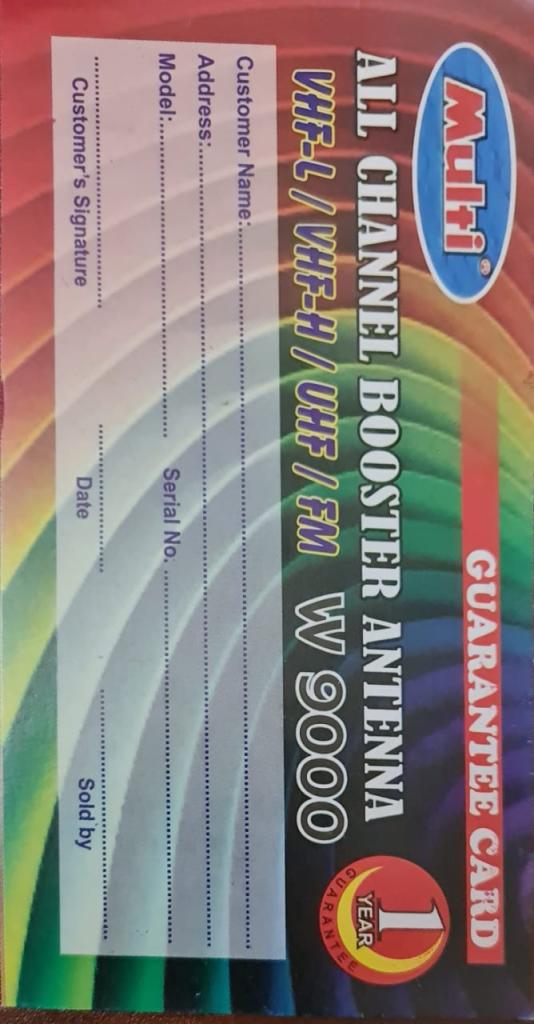 Multi®
GUARANTEE CARD
ALL CHANNEL BOOSTER ANTENNA
VHF-L / VHF-H / UHF / FM W 9000
1
YEAR
GUARANTEE
Customer Name:
Address:
Model: Serial No.
Customer's Signature Date Sold by